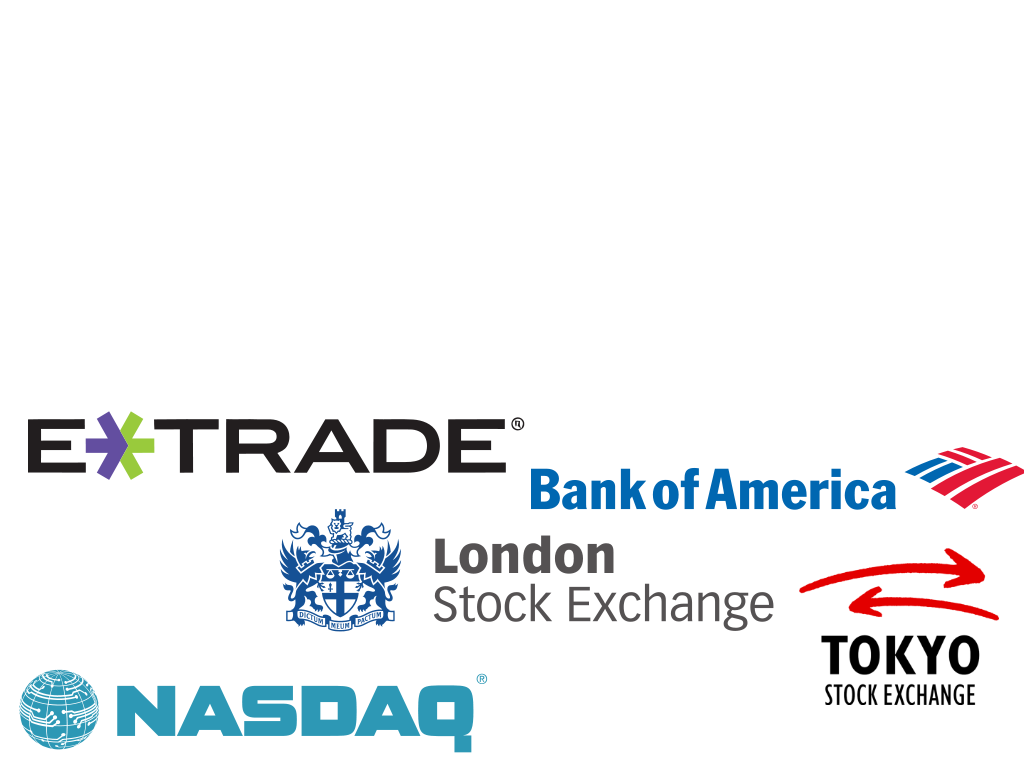 E*TRADE®
Bank of America®
London
Stock Exchange
DICTUM MEUM PACTUM
TOKYO
STOCK EXCHANGE
NASDAQ®